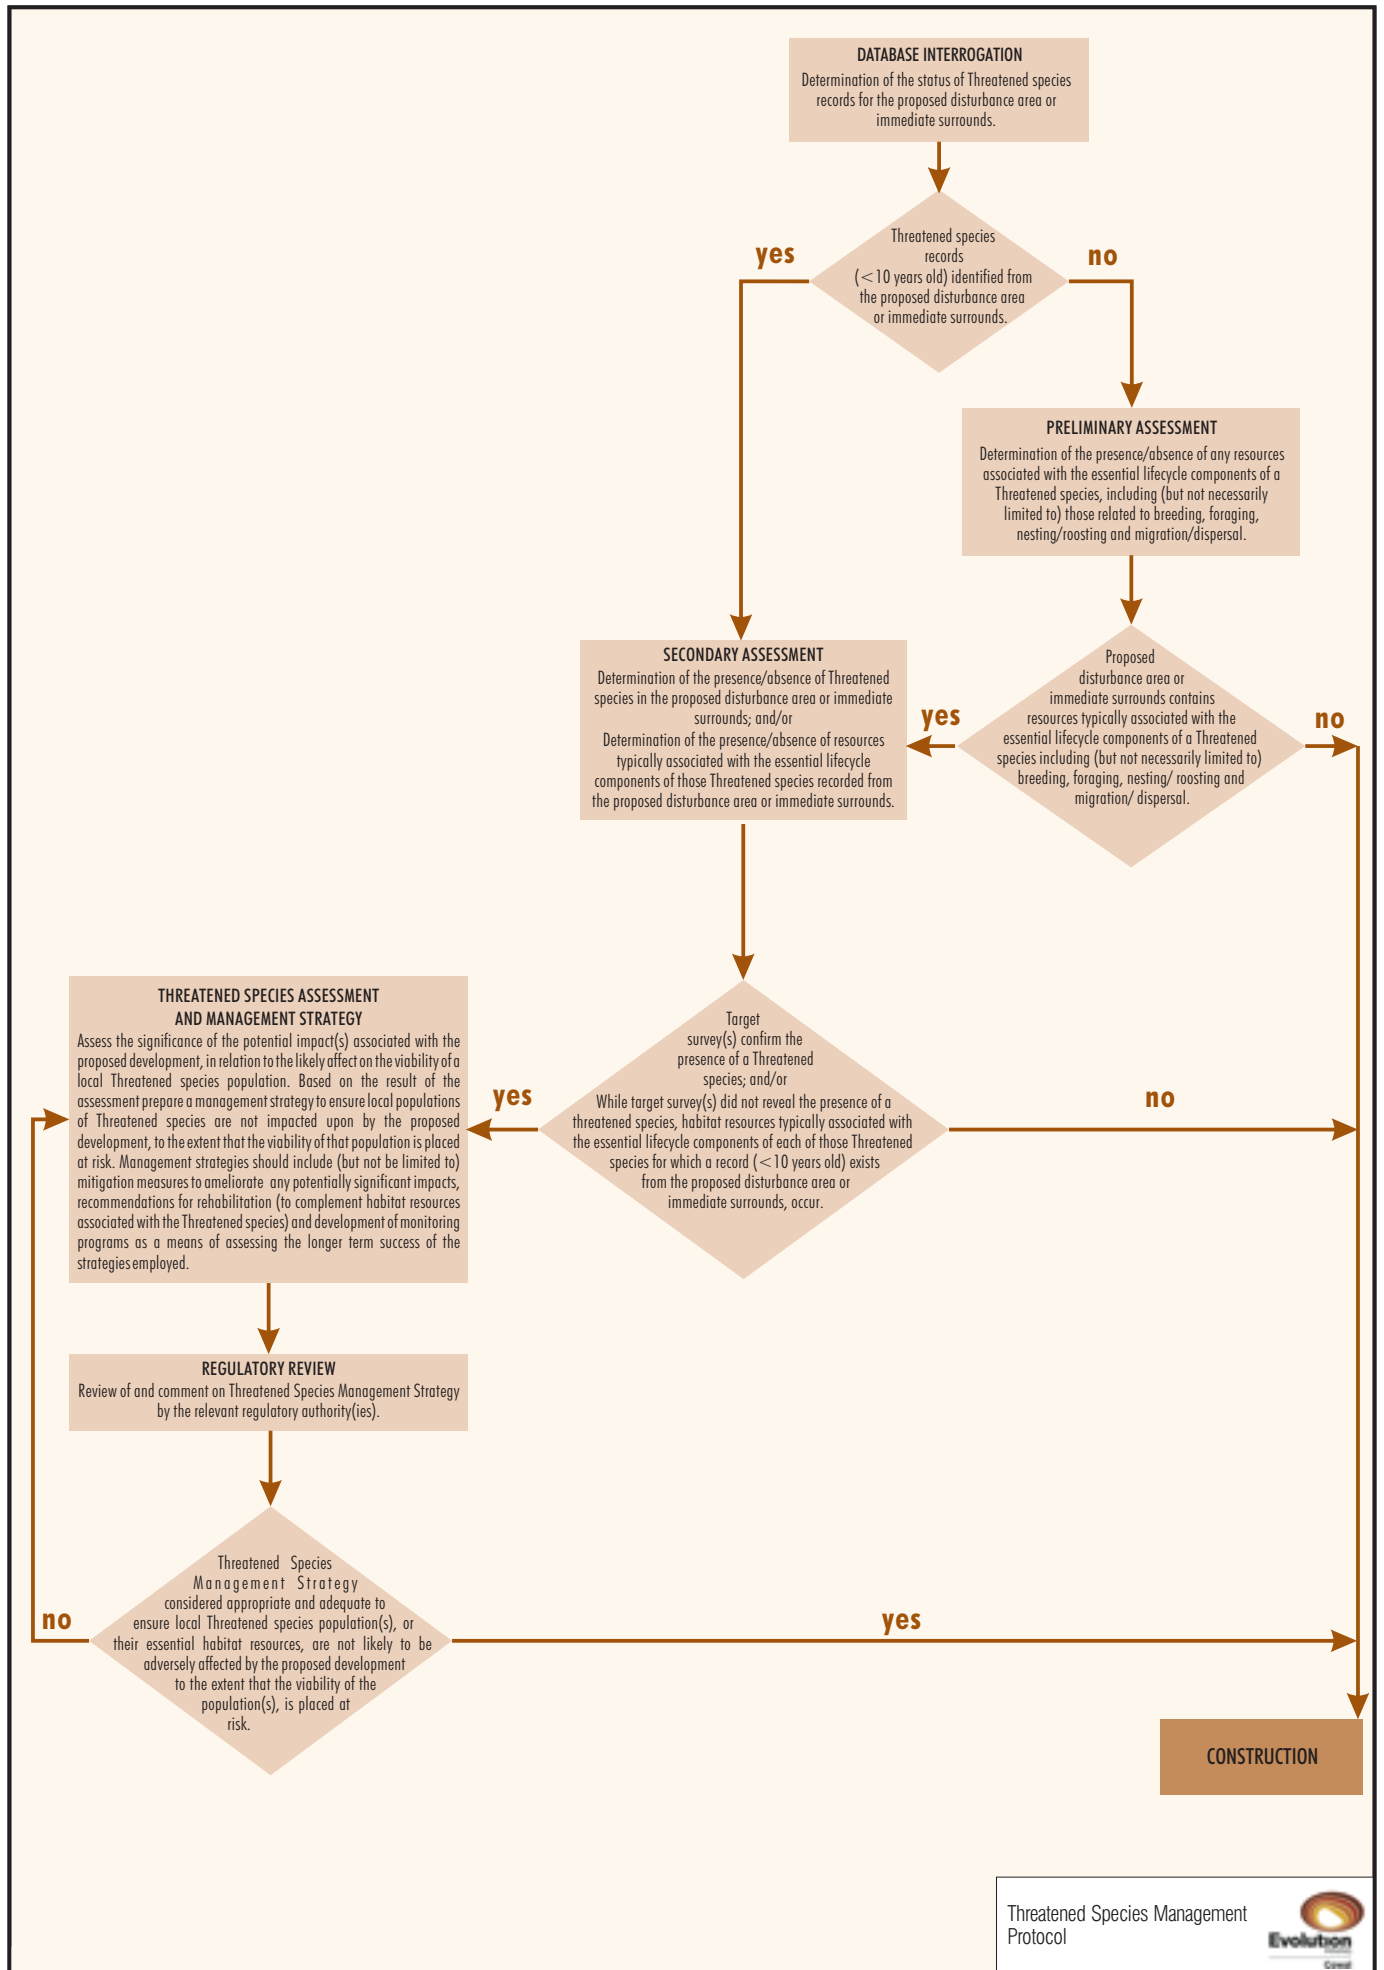 DATABASE INTERROGATION
Determination of the status of Threatened species
records for the proposed disturbance area or
immediate surrounds.
Threatened species
records
(<10 years old) identified from
the proposed disturbance area
or immediate surrounds.
yes
no
PRELIMINARY ASSESSMENT
Determination of the presence/absence of any resources
associated with the essential lifecycle components of a
Threatened species, including (but not necessarily
limited to) those related to breeding, foraging,
nesting/roosting and migration/dispersal.
SECONDARY ASSESSMENT
Determination of the presence/absence of Threatened
species in the proposed disturbance area or immediate
surrounds; and/or
Determination of the presence/absence of resources
typically associated with the essential lifecycle
components of those Threatened species recorded from
the proposed disturbance area or immediate surrounds.
yes
Proposed
disturbance area or
immediate surrounds contains
resources typically associated with the
essential lifecycle components of a Threatened
species including (but not necessarily limited to)
breeding, foraging, nesting/ roosting and
migration/ dispersal.
no
THREATENED SPECIES ASSESSMENT
AND MANAGEMENT STRATEGY
Assess the significance of the potential impact(s) associated with the
proposed development, in relation to the likely affect on the viability of a
local Threatened species population. Based on the result of the
assessment prepare a management strategy to ensure local populations
of Threatened species are not impacted upon by the proposed
development, to the extent that the viability of that population is placed
at risk. Management strategies should include (but not be limited to)
mitigation measures to ameliorate any potentially significant impacts,
recommendations for rehabilitation (to complement habitat resources
associated with the Threatened species) and development of monitoring
programs as a means of assessing the longer term success of the
strategies employed.
yes
Target
survey(s) confirm the
presence of a Threatened
species; and/or
While target survey(s) did not reveal the presence of a
threatened species, habitat resources typically associated with
the essential lifecycle components of each of those Threatened
species for which a record (<10 years old) exists
from the proposed disturbance area or
immediate surrounds, occur.
no
REGULATORY REVIEW
Review of and comment on Threatened Species Management Strategy
by the relevant regulatory authority(ies).
no
Threatened Species
Management Strategy
considered appropriate and adequate to
ensure local Threatened species population(s), or
their essential habitat resources, are not likely to be
adversely affected by the proposed development
to the extent that the viability of the
population(s), is placed at
risk.
yes
CONSTRUCTION
Threatened Species Management
Protocol
Evolution
Cowal